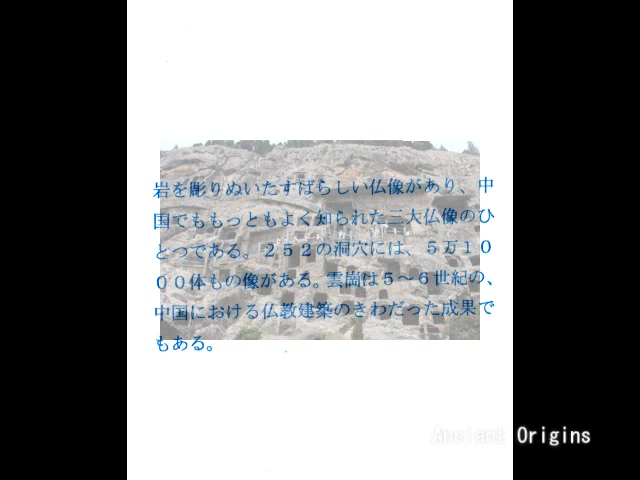 岩を彫りぬいたすばらしい仏像があり、中
国でももっともよく知られた三大仏像のひ
とつである。２５２の洞穴には、５万１０
００体もの像がある。雲崗は５～６世紀の、
中国における仏教建築のきわだった成果で
もある。
Ancient Origins